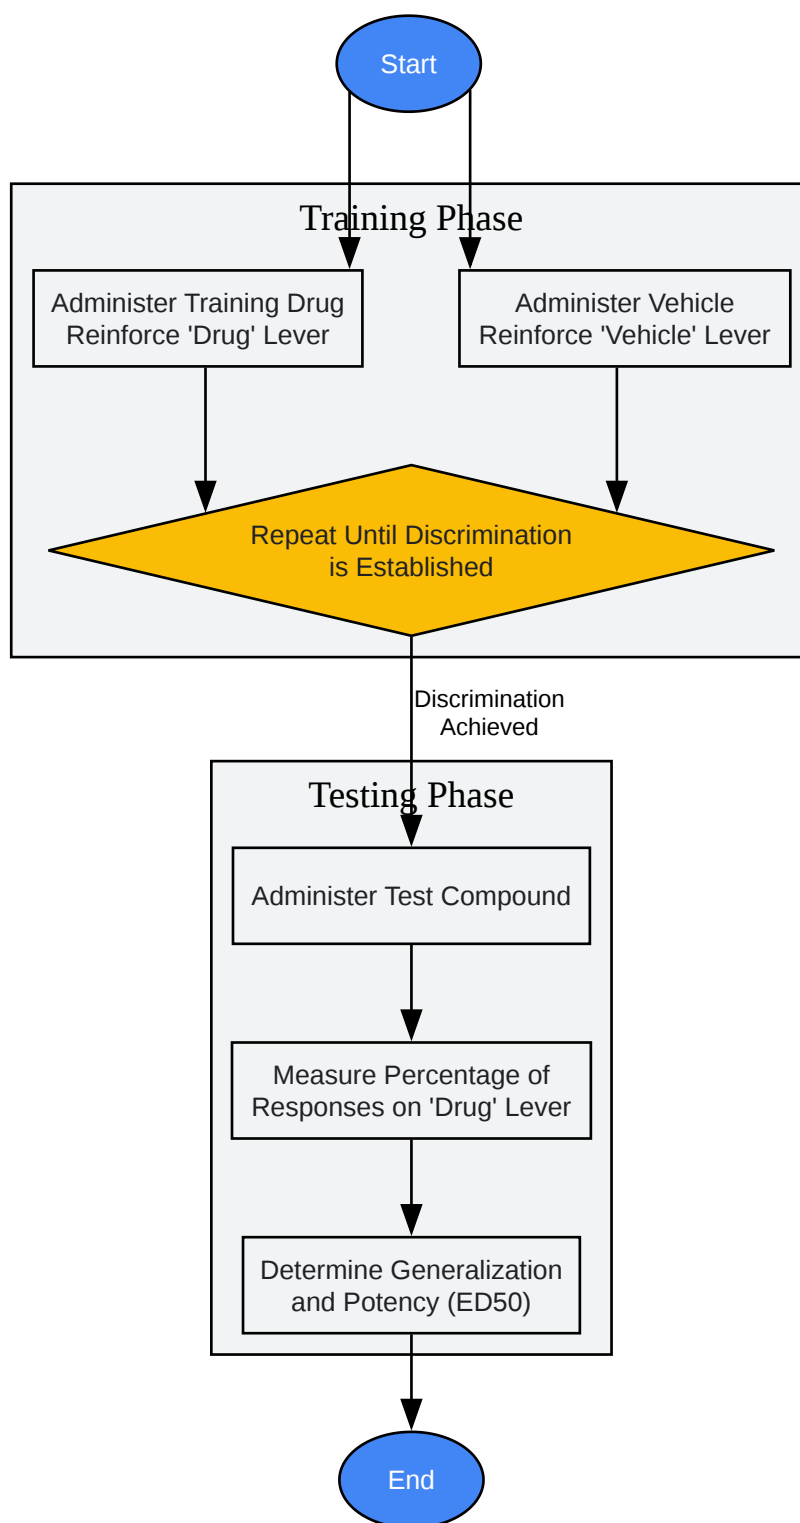 Start
Training Phase
Administer Training Drug
Reinforce 'Drug' Lever
Administer Vehicle
Reinforce 'Vehicle' Lever
Repeat Until Discrimination
is Established
Discrimination
Achieved
Testing Phase
Administer Test Compound
Measure Percentage of
Responses on 'Drug' Lever
Determine Generalization
and Potency (ED50)
End